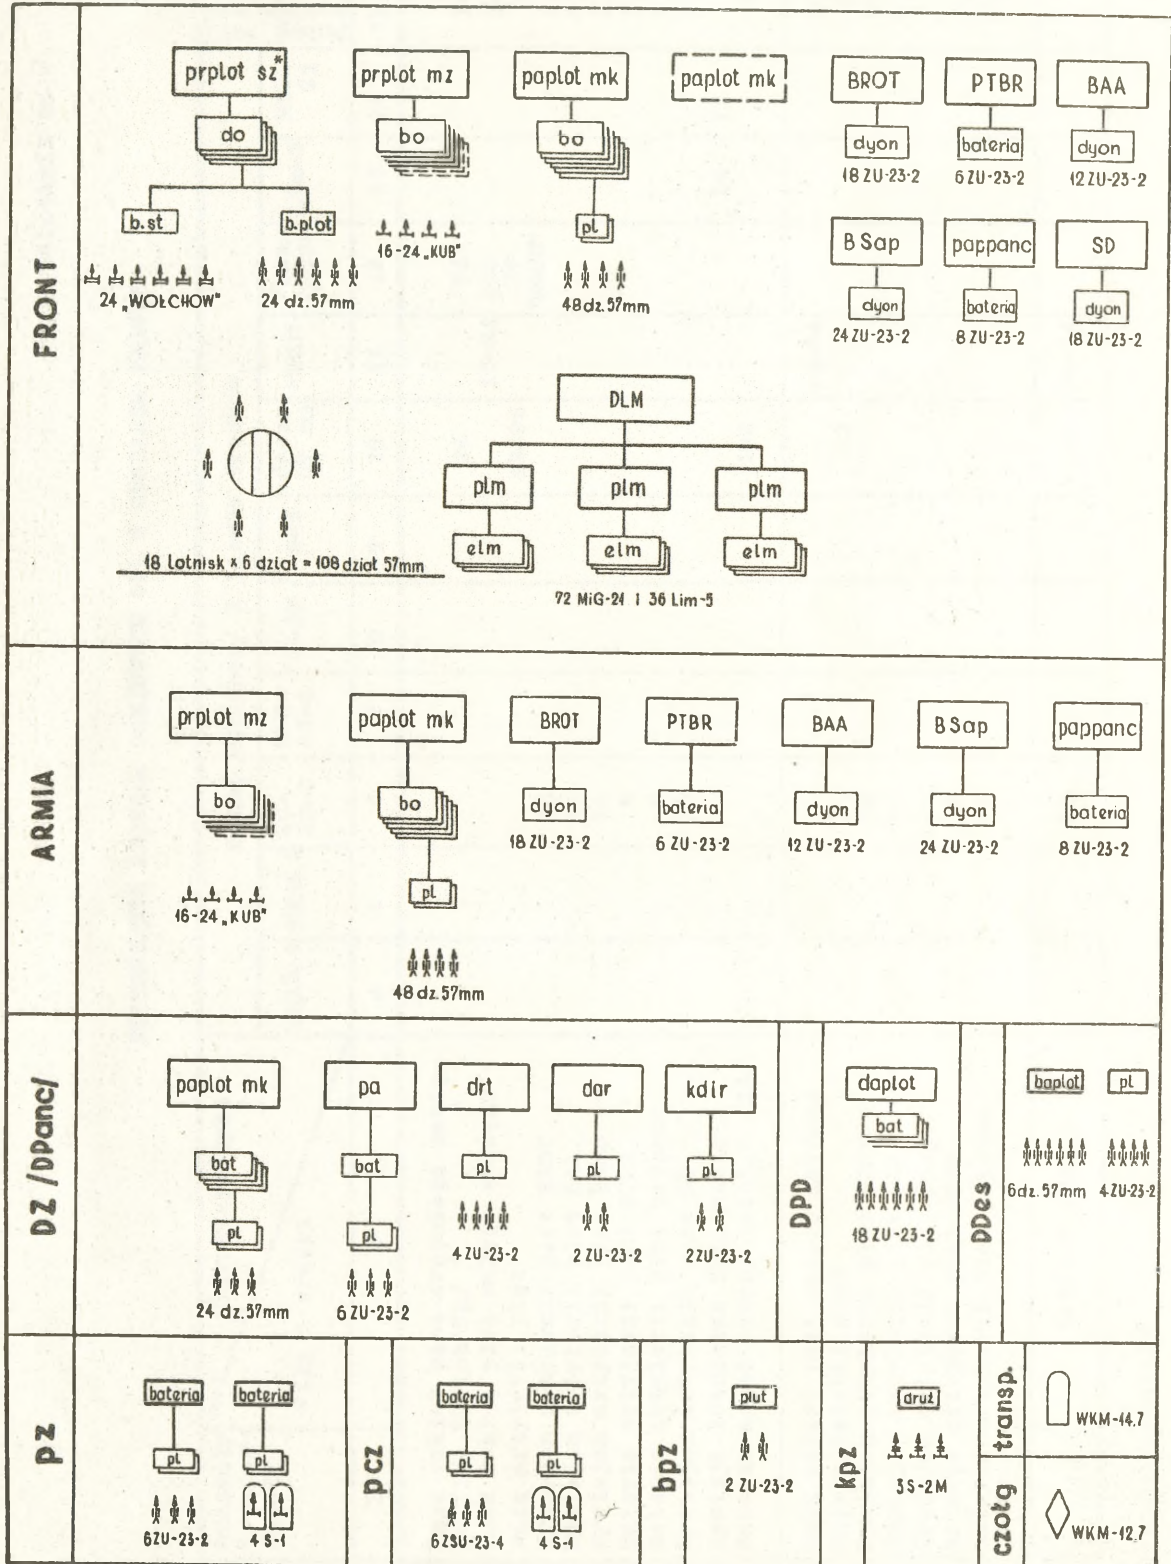 FRONT
prplot sz*
do
b.st
b.plot
24 „WOŁCHOW"
24 dz.57mm
prplot mz
bo
16-24 „KUB"
paplot mk
bo
pl
48 dz.57mm
paplot mk
BROT
dyon
18 ZU-23-2
PTBR
bateria
6 ZU-23-2
BAA
dyon
12 ZU-23-2
BSap
dyon
24 ZU-23-2
pappanc
bateria
8 ZU-23-2
SD
dyon
18 ZU-23-2
18 lotnisk x 6 dział = 108 dział 57mm
DLM
plm
plm
plm
elm
elm
elm
72 MiG-21 i 36 Lim-5
ARMIA
prplot mz
bo
16-24 „KUB"
paplot mk
bo
pl
48 dz.57mm
BROT
dyon
18 ZU-23-2
PTBR
bateria
6 ZU-23-2
BAA
dyon
12 ZU-23-2
BSap
dyon
24 ZU-23-2
pappanc
bateria
8 ZU-23-2
DZ /DPanc/
paplot mk
bat
pl
24 dz.57mm
pa
bat
pl
6 ZU-23-2
drt
pl
4 ZU-23-2
dar
pl
2 ZU-23-2
kdir
pl
2 ZU-23-2
DPD
daplot
bat
18 ZU-23-2
DDes
baplot
6 dz.57mm
pl
4 ZU-23-2
pz
bateria
pl
6 ZU-23-2
bateria
pl
4 S-1
pcz
bateria
pl
6 ZSU-23-4
bateria
pl
4 S-1
bpz
plut
2 ZU-23-2
kpz
druż
3 S-2M
transp.
WKM-14.7
czołg
WKM-12.7